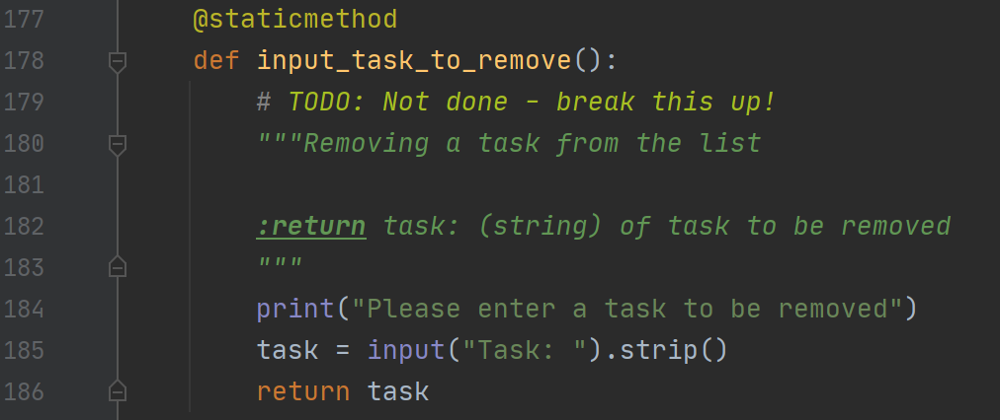 177 @staticmethod
178 def input_task_to_remove():
179 # TODO: Not done - break this up!
180 """Removing a task from the list
181
182 :return task: (string) of task to be removed
183 """
184 print("Please enter a task to be removed")
185 task = input("Task: ").strip()
186 return task